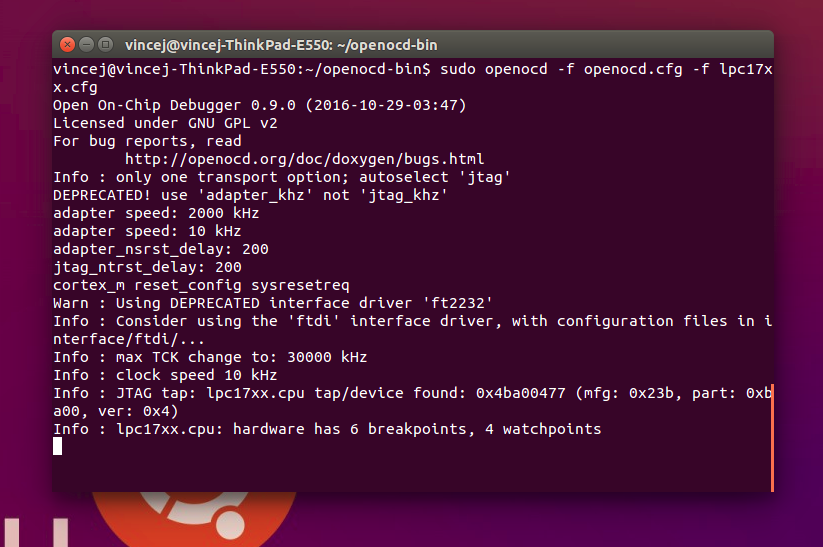 vincej@vincej-ThinkPad-E550: ~/openocd-bin
vincej@vincej-ThinkPad-E550:~/openocd-bin$ sudo openocd -f openocd.cfg -f lpc17x
x.cfg
Open On-Chip Debugger 0.9.0 (2016-10-29-03:47)
Licensed under GNU GPL v2
For bug reports, read
        http://openocd.org/doc/doxygen/bugs.html
Info : only one transport option; autoselect 'jtag'
DEPRECATED! use 'adapter_khz' not 'jtag_khz'
adapter speed: 2000 kHz
adapter speed: 10 kHz
adapter_nsrst_delay: 200
jtag_ntrst_delay: 200
cortex_m reset_config sysresetreq
Warn : Using DEPRECATED interface driver 'ft2232'
Info : Consider using the 'ftdi' interface driver, with configuration files in i
nterface/ftdi/...
Info : max TCK change to: 30000 kHz
Info : clock speed 10 kHz
Info : JTAG tap: lpc17xx.cpu tap/device found: 0x4ba00477 (mfg: 0x23b, part: 0xb
a00, ver: 0x4)
Info : lpc17xx.cpu: hardware has 6 breakpoints, 4 watchpoints